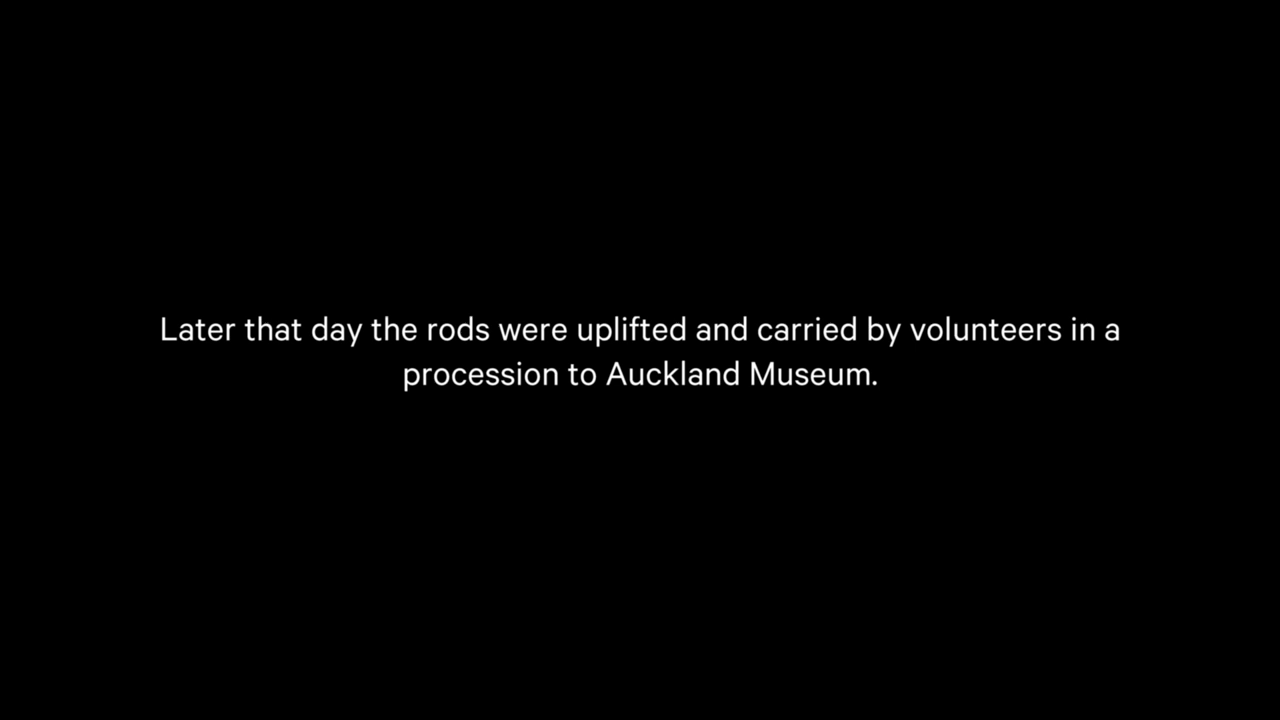 Later that day the rods were uplifted and carried by volunteers in a
procession to Auckland Museum.